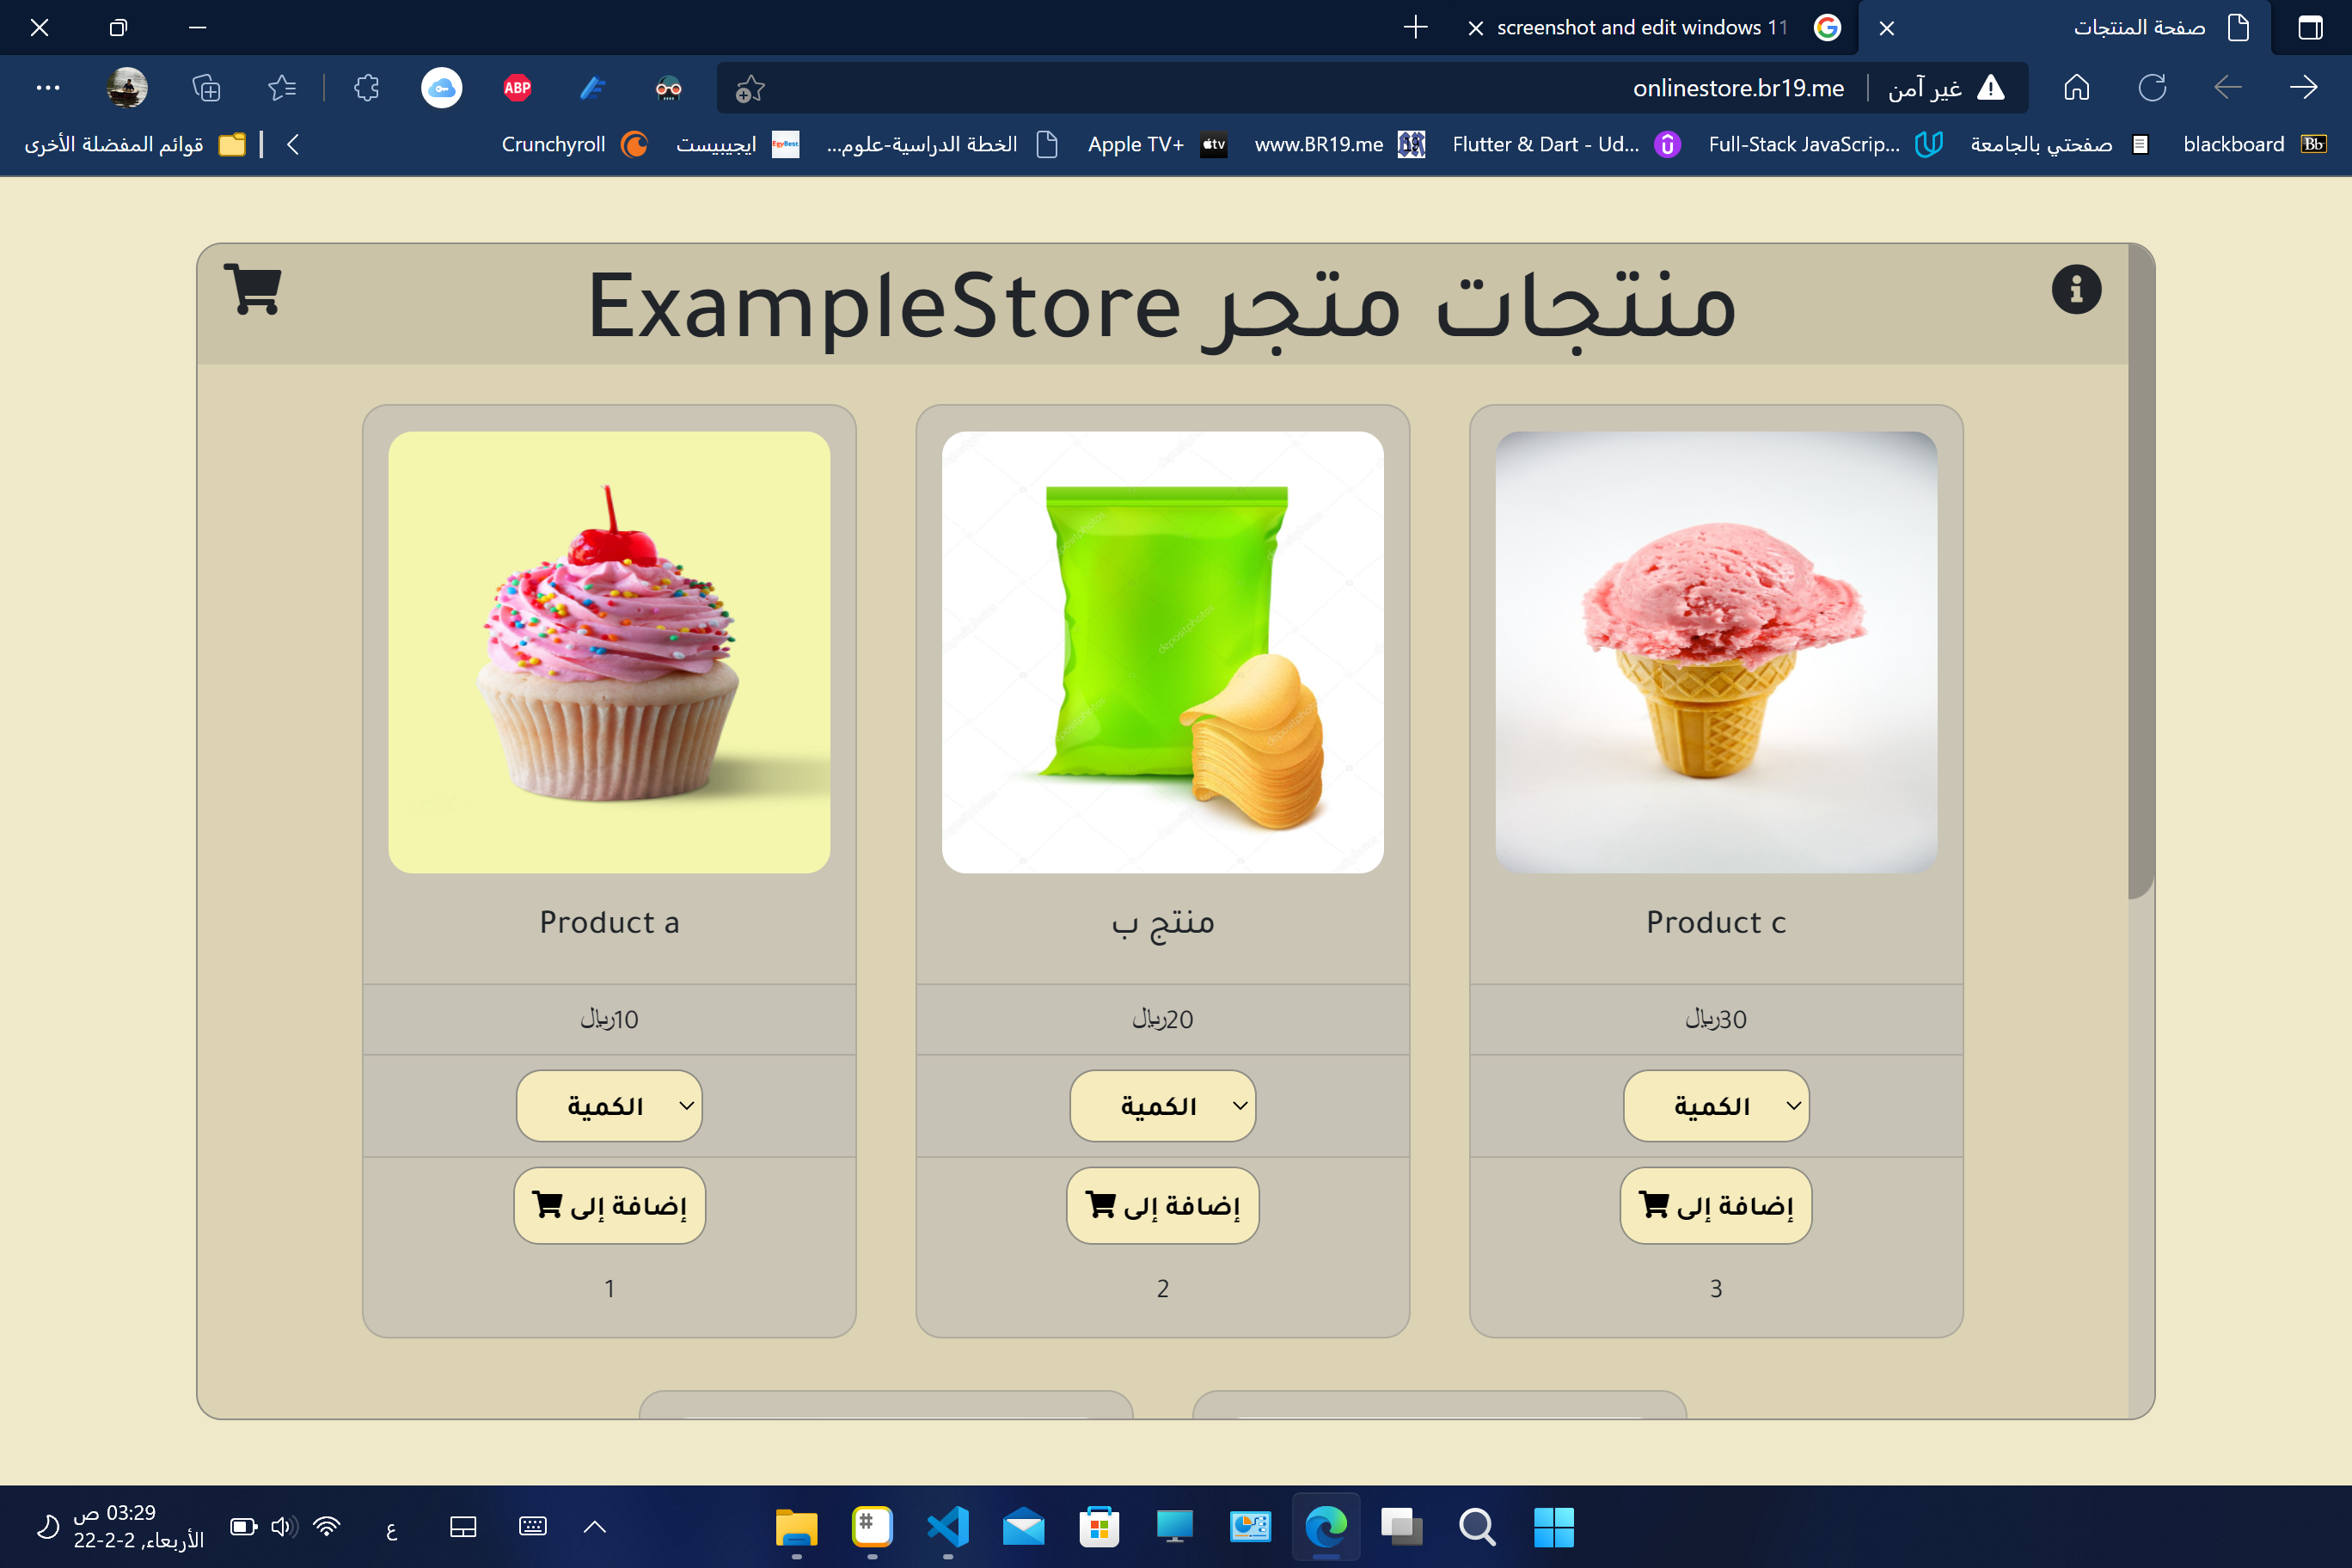 صفحة المنتجات
screenshot and edit windows 11
غير آمن
onlinestore.br19.me
ABP
blackboard
صفحتي بالجامعة
Full-Stack JavaScrip...
Flutter & Dart - Ud...
www.BR19.me
Apple TV+
الخطة الدراسية-علوم...
ايجيبيست
Crunchyroll
قوائم المفضلة الأخرى
منتجات متجر ExampleStore
Product c
منتج ب
Product a
30ريال
20ريال
10ريال
الكمية
الكمية
الكمية
إضافة إلى
إضافة إلى
إضافة إلى
3
2
1
ع
03:29 ص
الأربعاء, 2-2-22